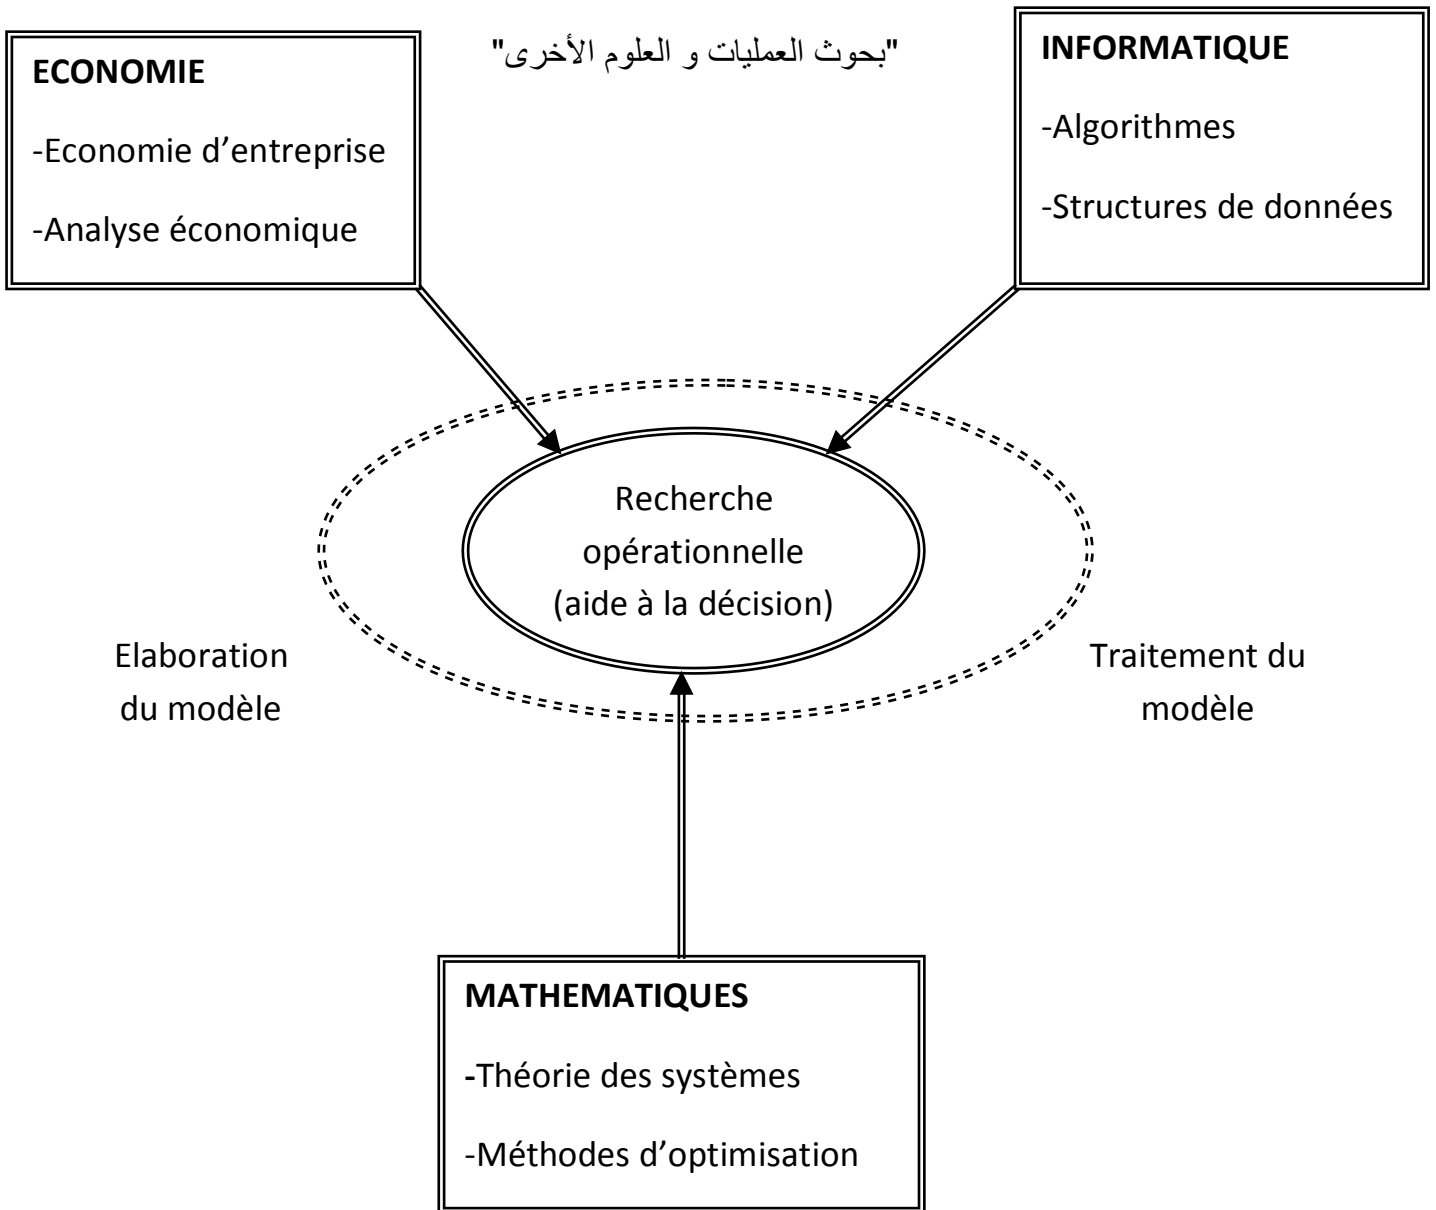 "بحوث العمليات و العلوم الأخرى"
ECONOMIE
-Economie d’entreprise
-Analyse économique
INFORMATIQUE
-Algorithmes
-Structures de données
Recherche
opérationnelle
(aide à la décision)
Elaboration
du modèle
Traitement du
modèle
MATHEMATIQUES
-Théorie des systèmes
-Méthodes d’optimisation